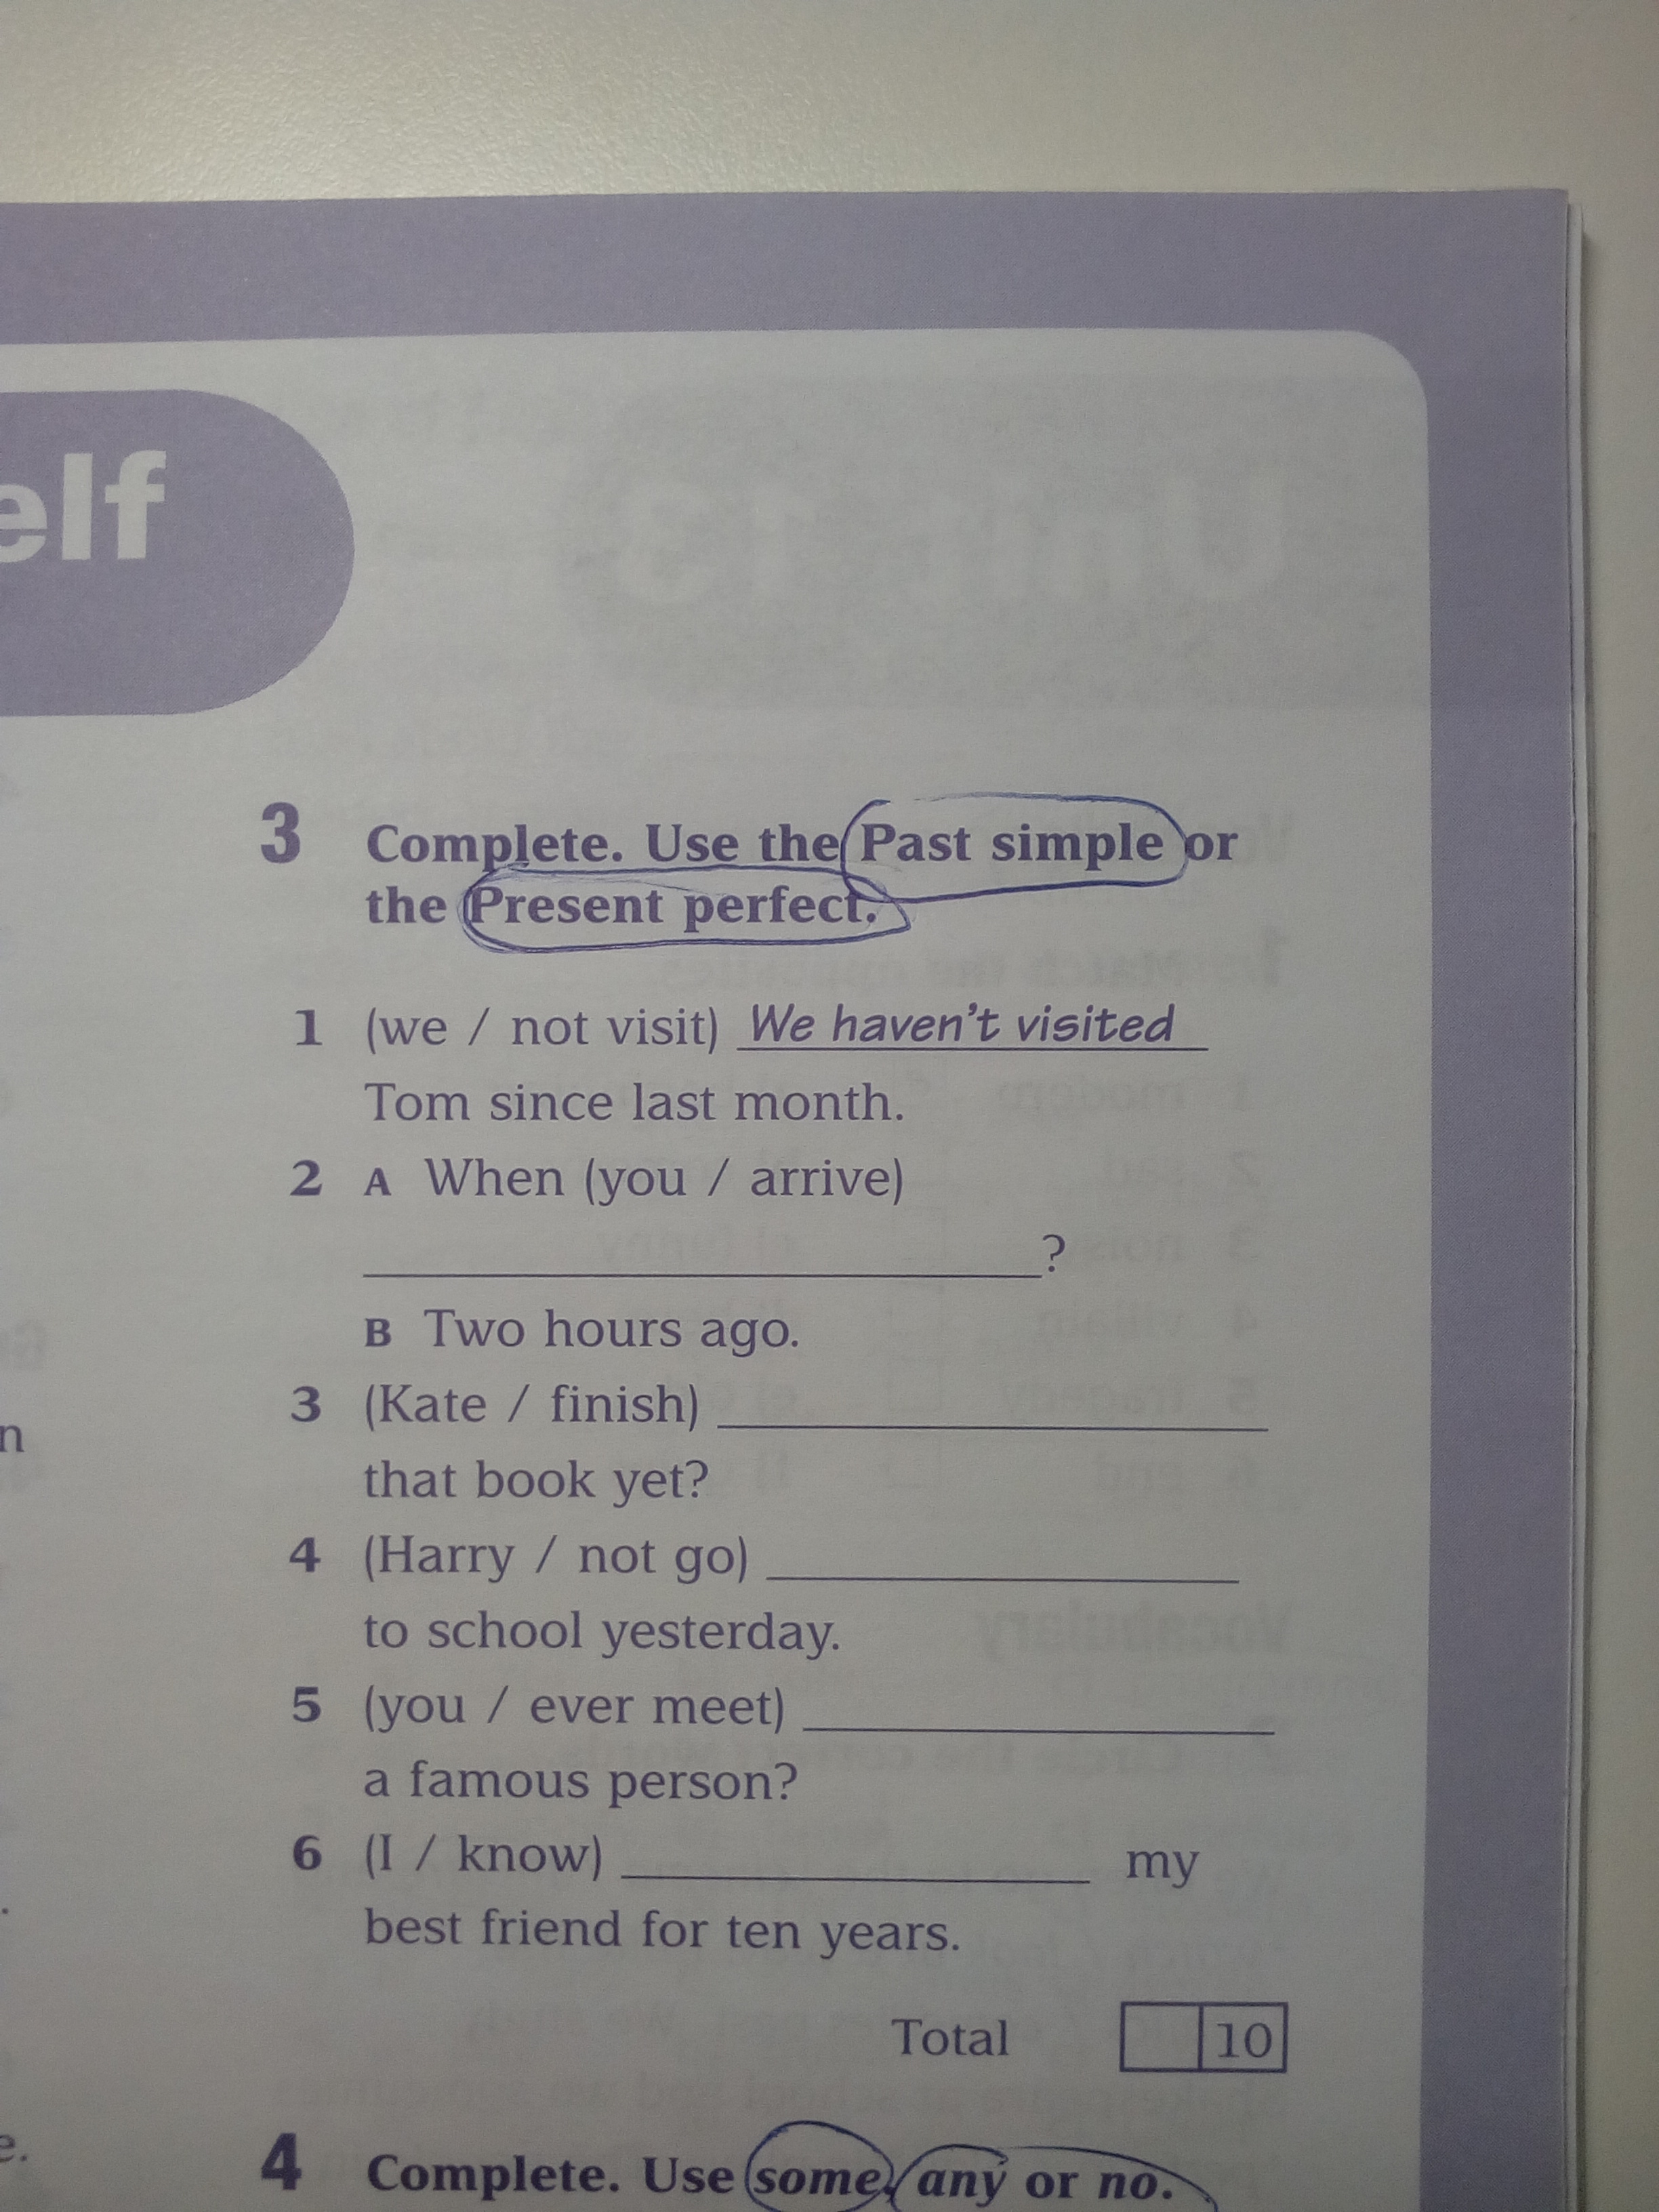 elf
3 Complete. Use the Past simple or
the Present perfect.
1 (we / not visit) We haven't visited
Tom since last month.
2 A When (you / arrive)
?
B Two hours ago.
3 (Kate / finish)
that book yet?
4 (Harry / not go)
to school yesterday.
5 (you / ever meet)
a famous person?
6 (I / know) my
best friend for ten years.
Total 10
4 Complete. Use some, any or no.
n
.
e.